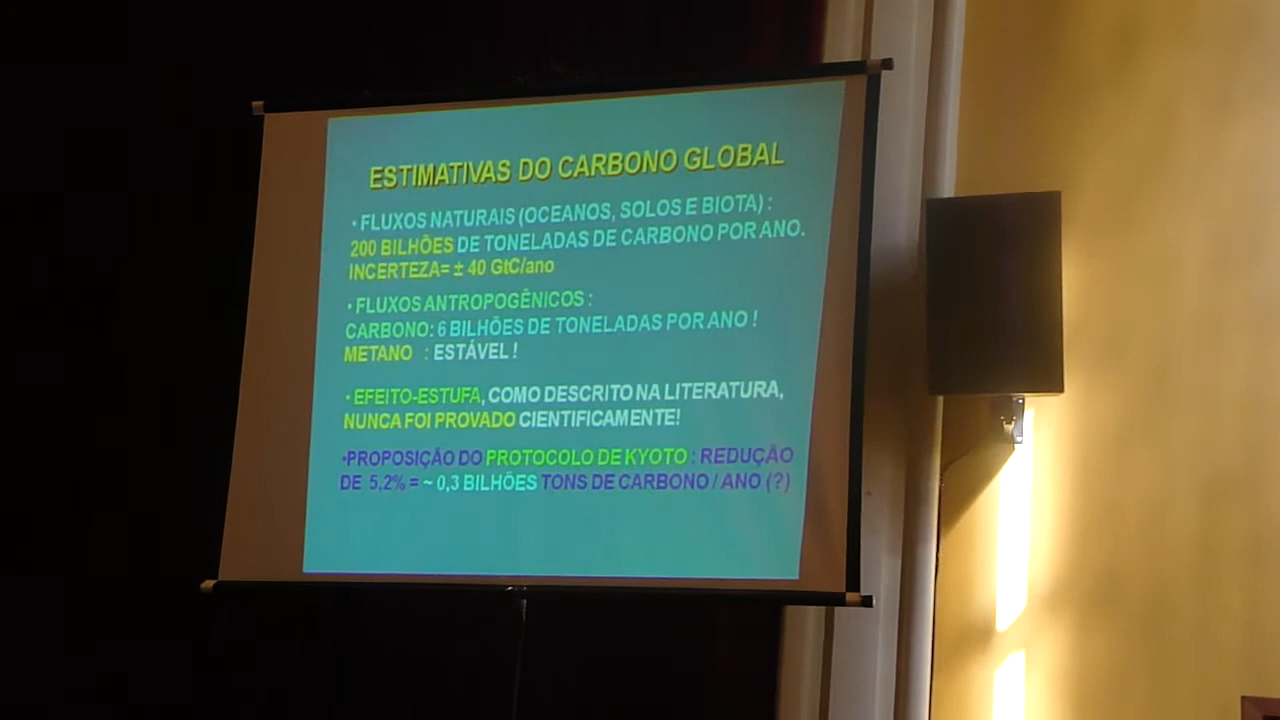 ESTIMATIVAS DO CARBONO GLOBAL
• FLUXOS NATURAIS (OCEANOS, SOLOS E BIOTA) :
200 BILHÕES DE TONELADAS DE CARBONO POR ANO.
INCERTEZA= ± 40 GtC/ano
• FLUXOS ANTROPOGÊNICOS :
CARBONO: 6 BILHÕES DE TONELADAS POR ANO !
METANO : ESTÁVEL !
• EFEITO-ESTUFA, COMO DESCRITO NA LITERATURA,
NUNCA FOI PROVADO CIENTIFICAMENTE!
•PROPOSIÇÃO DO PROTOCOLO DE KYOTO : REDUÇÃO
DE 5,2% = ~ 0,3 BILHÕES TONS DE CARBONO / ANO (?)